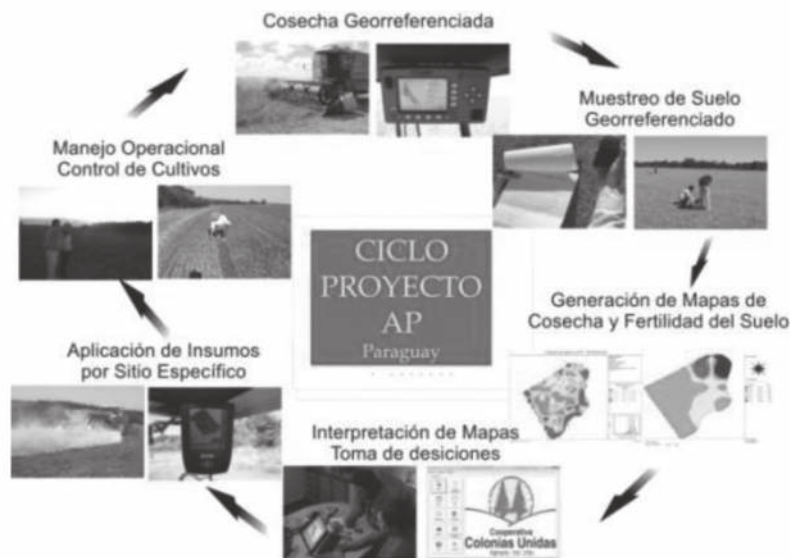 Cosecha Georreferenciada
Muestreo de Suelo
Georreferenciado
Manejo Operacional
Control de Cultivos
CICLO
PROYECTO
AP
Paraguay
Generación de Mapas de
Cosecha y Fertilidad del Suelo
Aplicación de Insumos
por Sitio Específico
Interpretación de Mapas
Toma de desiciones
Cooperativa
Colonias Unidas